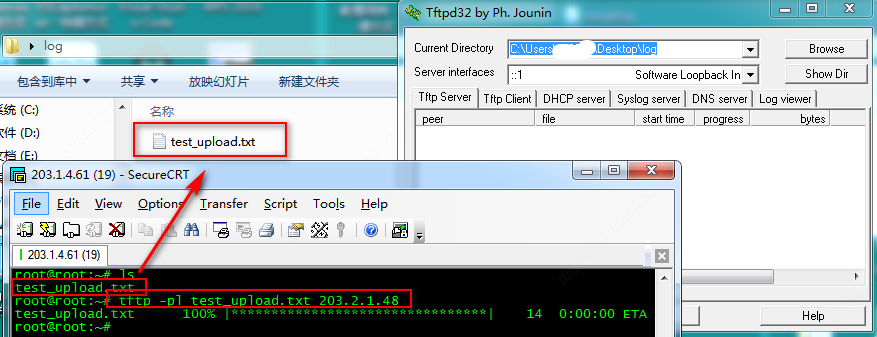 log
包含到库中 共享 放映幻灯片 新建文件夹
系统 (C:)
软件 (D:)
文档 (E:)
名称
test_upload.txt
Tftpd32 by Ph. Jounin
Current Directory C:\Users\ \Desktop\log Browse
Server interfaces ::1 Software Loopback In Show Dir
Tftp Server Tftp Client DHCP server Syslog server DNS server Log viewer
peer file start time progress bytes
Help
203.1.4.61 (19) - SecureCRT
File Edit View Options Transfer Script Tools Help
203.1.4.61 (19)
root@root:~# ls
test_upload.txt
root@root:~# tftp -pl test_upload.txt 203.2.1.48
test_upload.txt 100% |*******************************| 14 0:00:00 ETA
root@root:~#